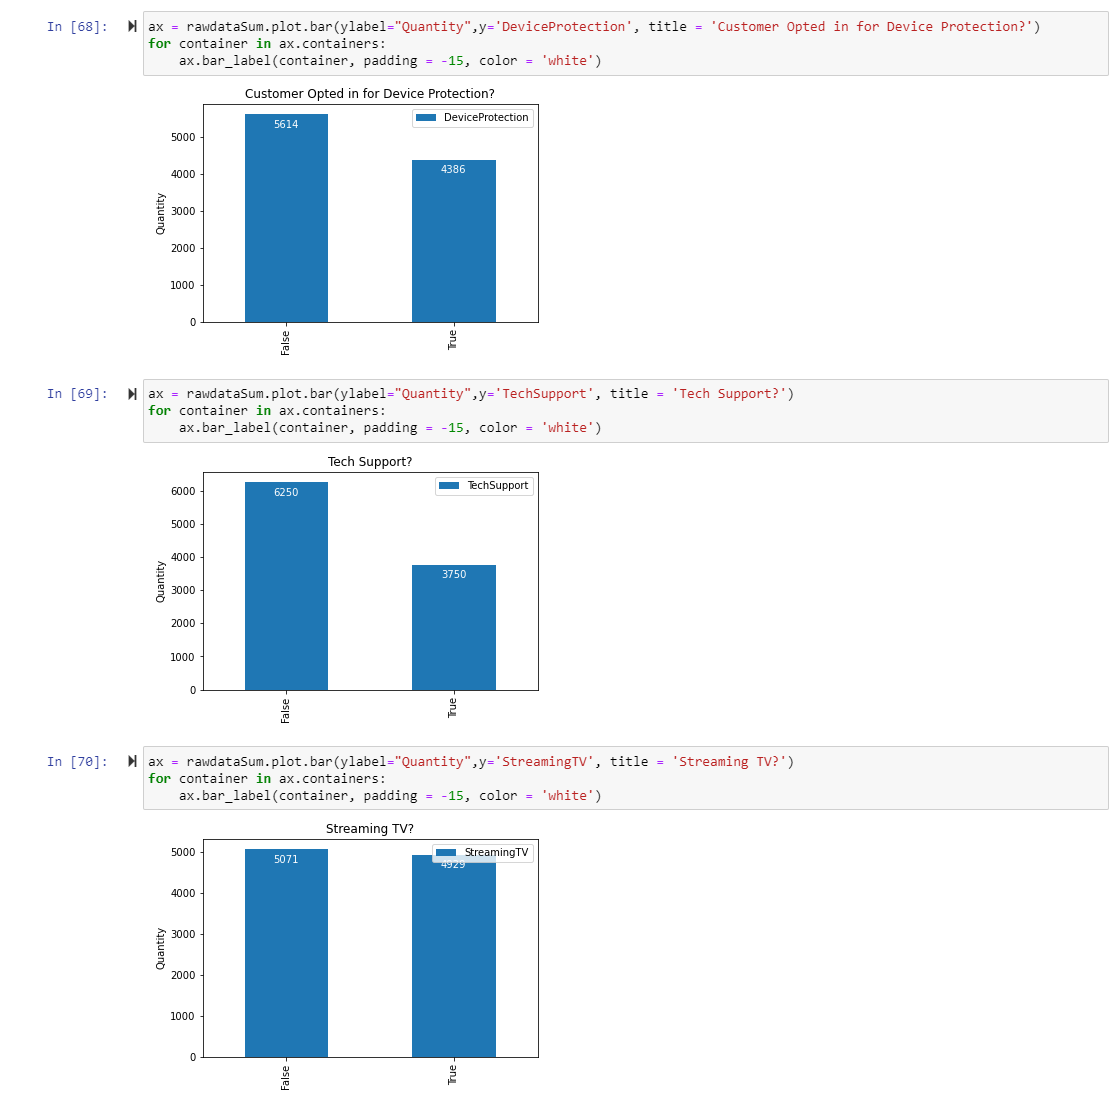 In [68]:
ax = rawdataSum.plot.bar(ylabel="Quantity",y='DeviceProtection', title = 'Customer Opted in for Device Protection?')
for container in ax.containers:
    ax.bar_label(container, padding = -15, color = 'white')
Customer Opted in for Device Protection?
DeviceProtection
5614
4386
5000
4000
3000
2000
1000
0
Quantity
False
True
In [69]:
ax = rawdataSum.plot.bar(ylabel="Quantity",y='TechSupport', title = 'Tech Support?')
for container in ax.containers:
    ax.bar_label(container, padding = -15, color = 'white')
Tech Support?
TechSupport
6250
3750
6000
5000
4000
3000
2000
1000
0
Quantity
False
True
In [70]:
ax = rawdataSum.plot.bar(ylabel="Quantity",y='StreamingTV', title = 'Streaming TV?')
for container in ax.containers:
    ax.bar_label(container, padding = -15, color = 'white')
Streaming TV?
StreamingTV
5071
4929
5000
4000
3000
2000
1000
0
Quantity
False
True